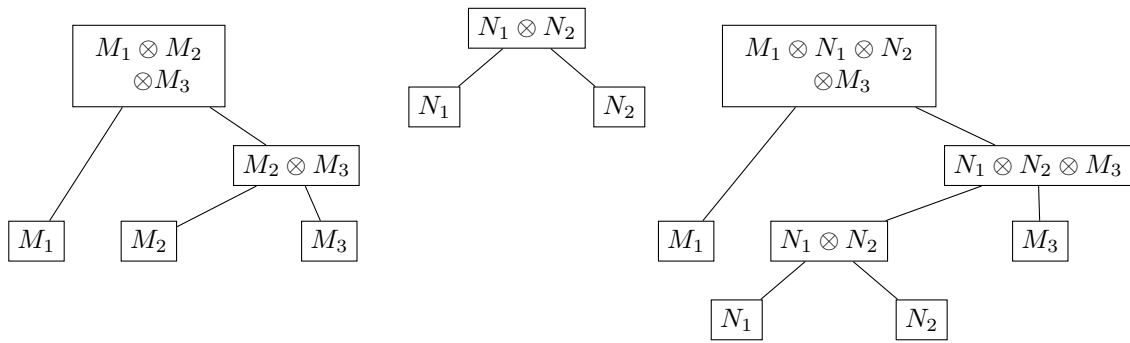 M₁ ⊗ M₂
⊗M₃
M₂ ⊗ M₃
M₁
M₂
M₃
N₁ ⊗ N₂
N₁
N₂
M₁ ⊗ N₁ ⊗ N₂
⊗M₃
N₁ ⊗ N₂ ⊗ M₃
M₁
N₁ ⊗ N₂
M₃
N₁
N₂